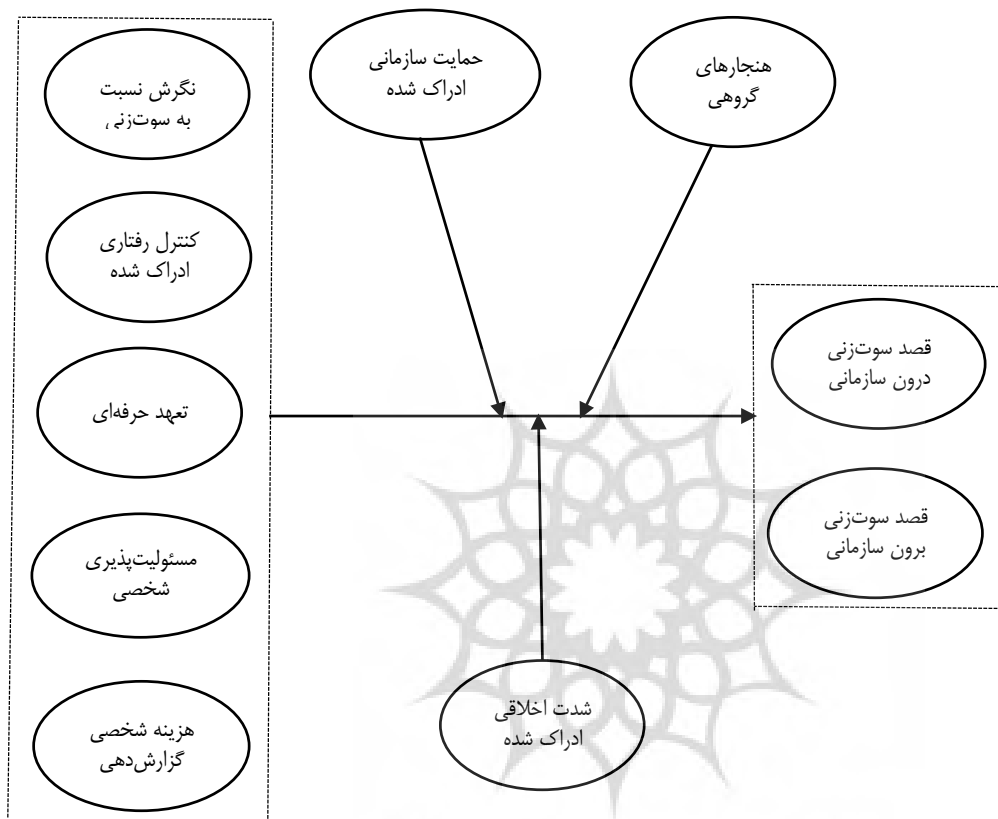 هنجارهای
گروهی
حمایت سازمانی
ادراک شده
نگرش نسبت
به سوت‌زنی
کنترل رفتاری
ادراک شده
تعهد حرفه‌ای
مسئولیت‌پذیری
شخصی
هزینه شخصی
گزارش‌دهی
قصد سوت‌زنی
درون سازمانی
قصد سوت‌زنی
برون سازمانی
شدت اخلاقی
ادراک شده